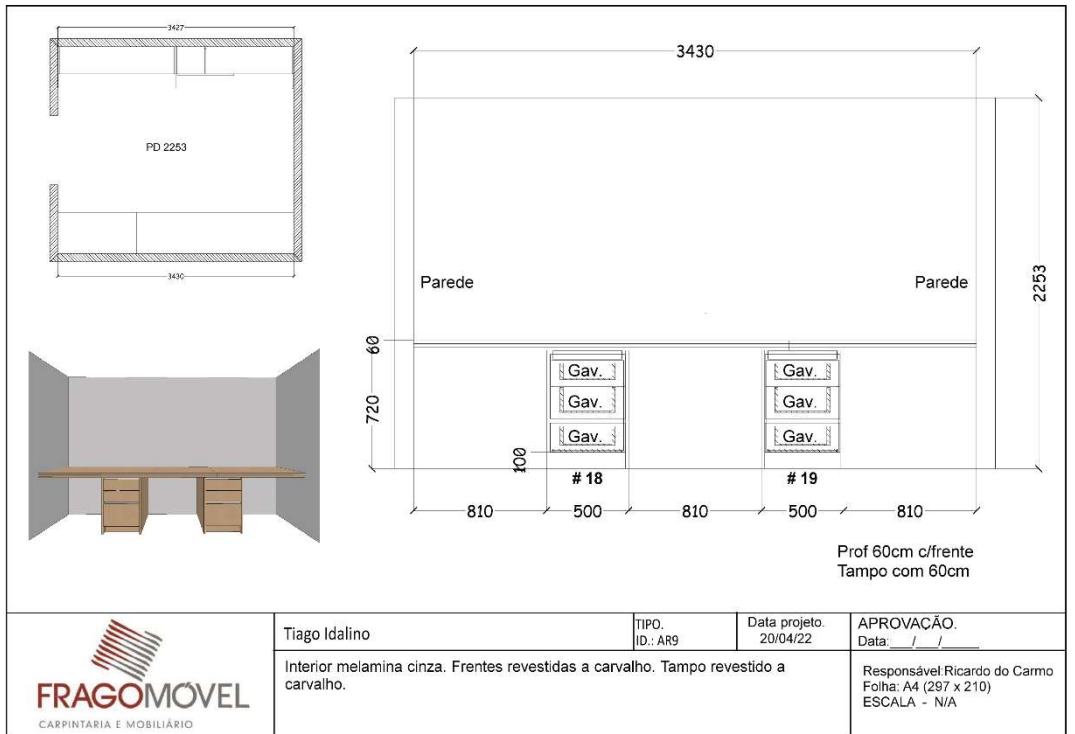 3427
PD 2253
3430
3430
Parede
Parede
2253
60
720
100
Gav.
Gav.
Gav.
Gav.
Gav.
Gav.
# 18
# 19
810
500
810
500
810
Prof 60cm c/frente
Tampo com 60cm
FRAGOMÓVEL
CARPINTARIA E MOBILIÁRIO
Tiago Idalino
TIPO.
ID.: AR9
Data projeto.
20/04/22
APROVAÇÃO.
Data:___/___/_____
Interior melamina cinza. Frentes revestidas a carvalho. Tampo revestido a
carvalho.
Responsável:Ricardo do Carmo
Folha: A4 (297 x 210)
ESCALA - N/A